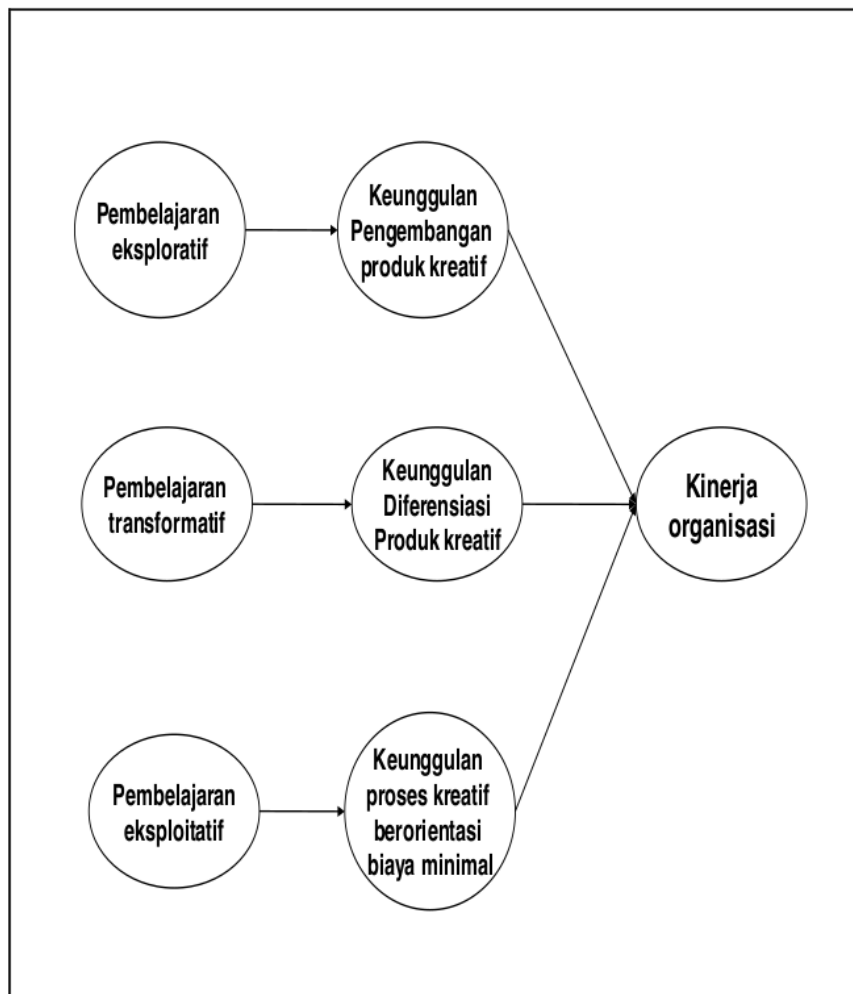 Pembelajaran
eksploratif
Keunggulan
Pengembangan
produk kreatif
Pembelajaran
transformatif
Keunggulan
Diferensiasi
Produk kreatif
Kinerja
organisasi
Pembelajaran
eksploitatif
Keunggulan
proses kreatif
berorientasi
biaya minimal